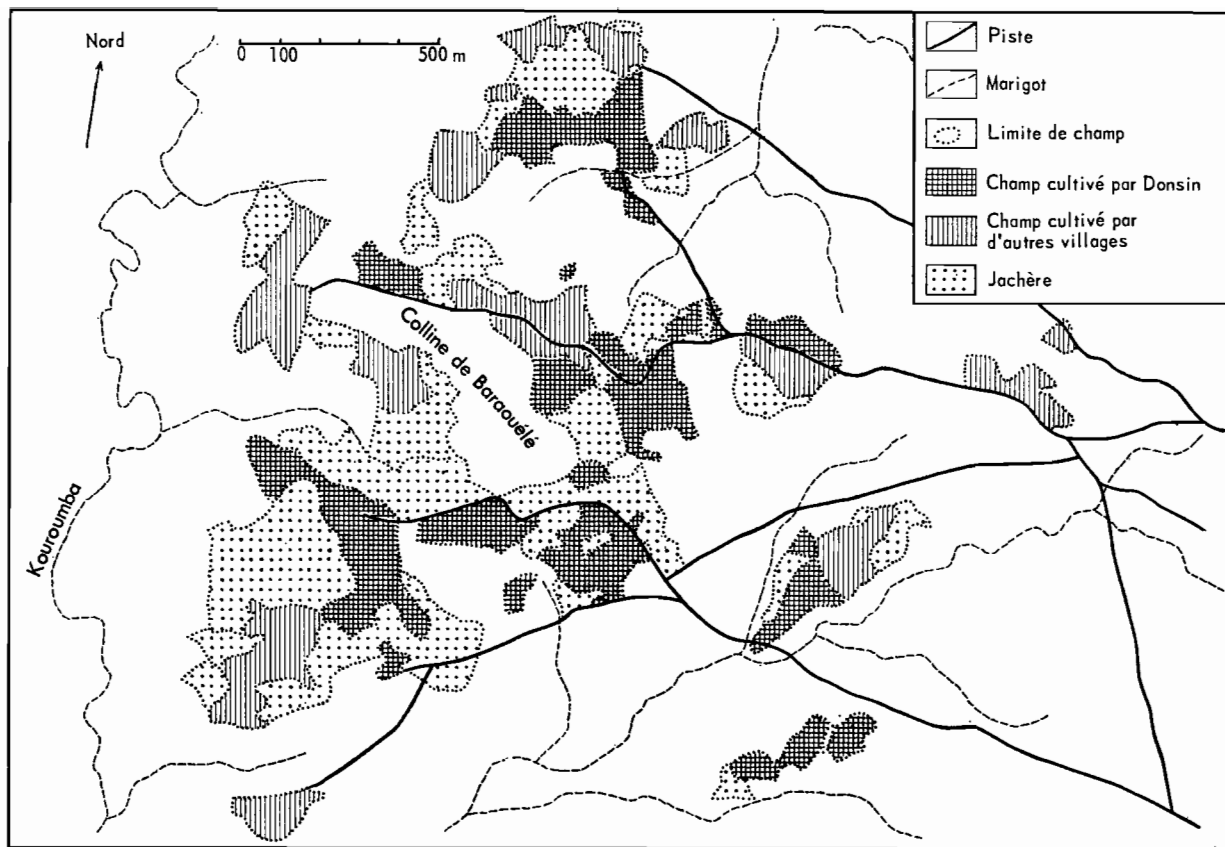 Nord
0 100 500 m
Piste
Marigot
Limite de champ
Champ cultivé par Donsin
Champ cultivé par
d'autres villages
Jachère
Colline de Baraouélé
Kouroumba